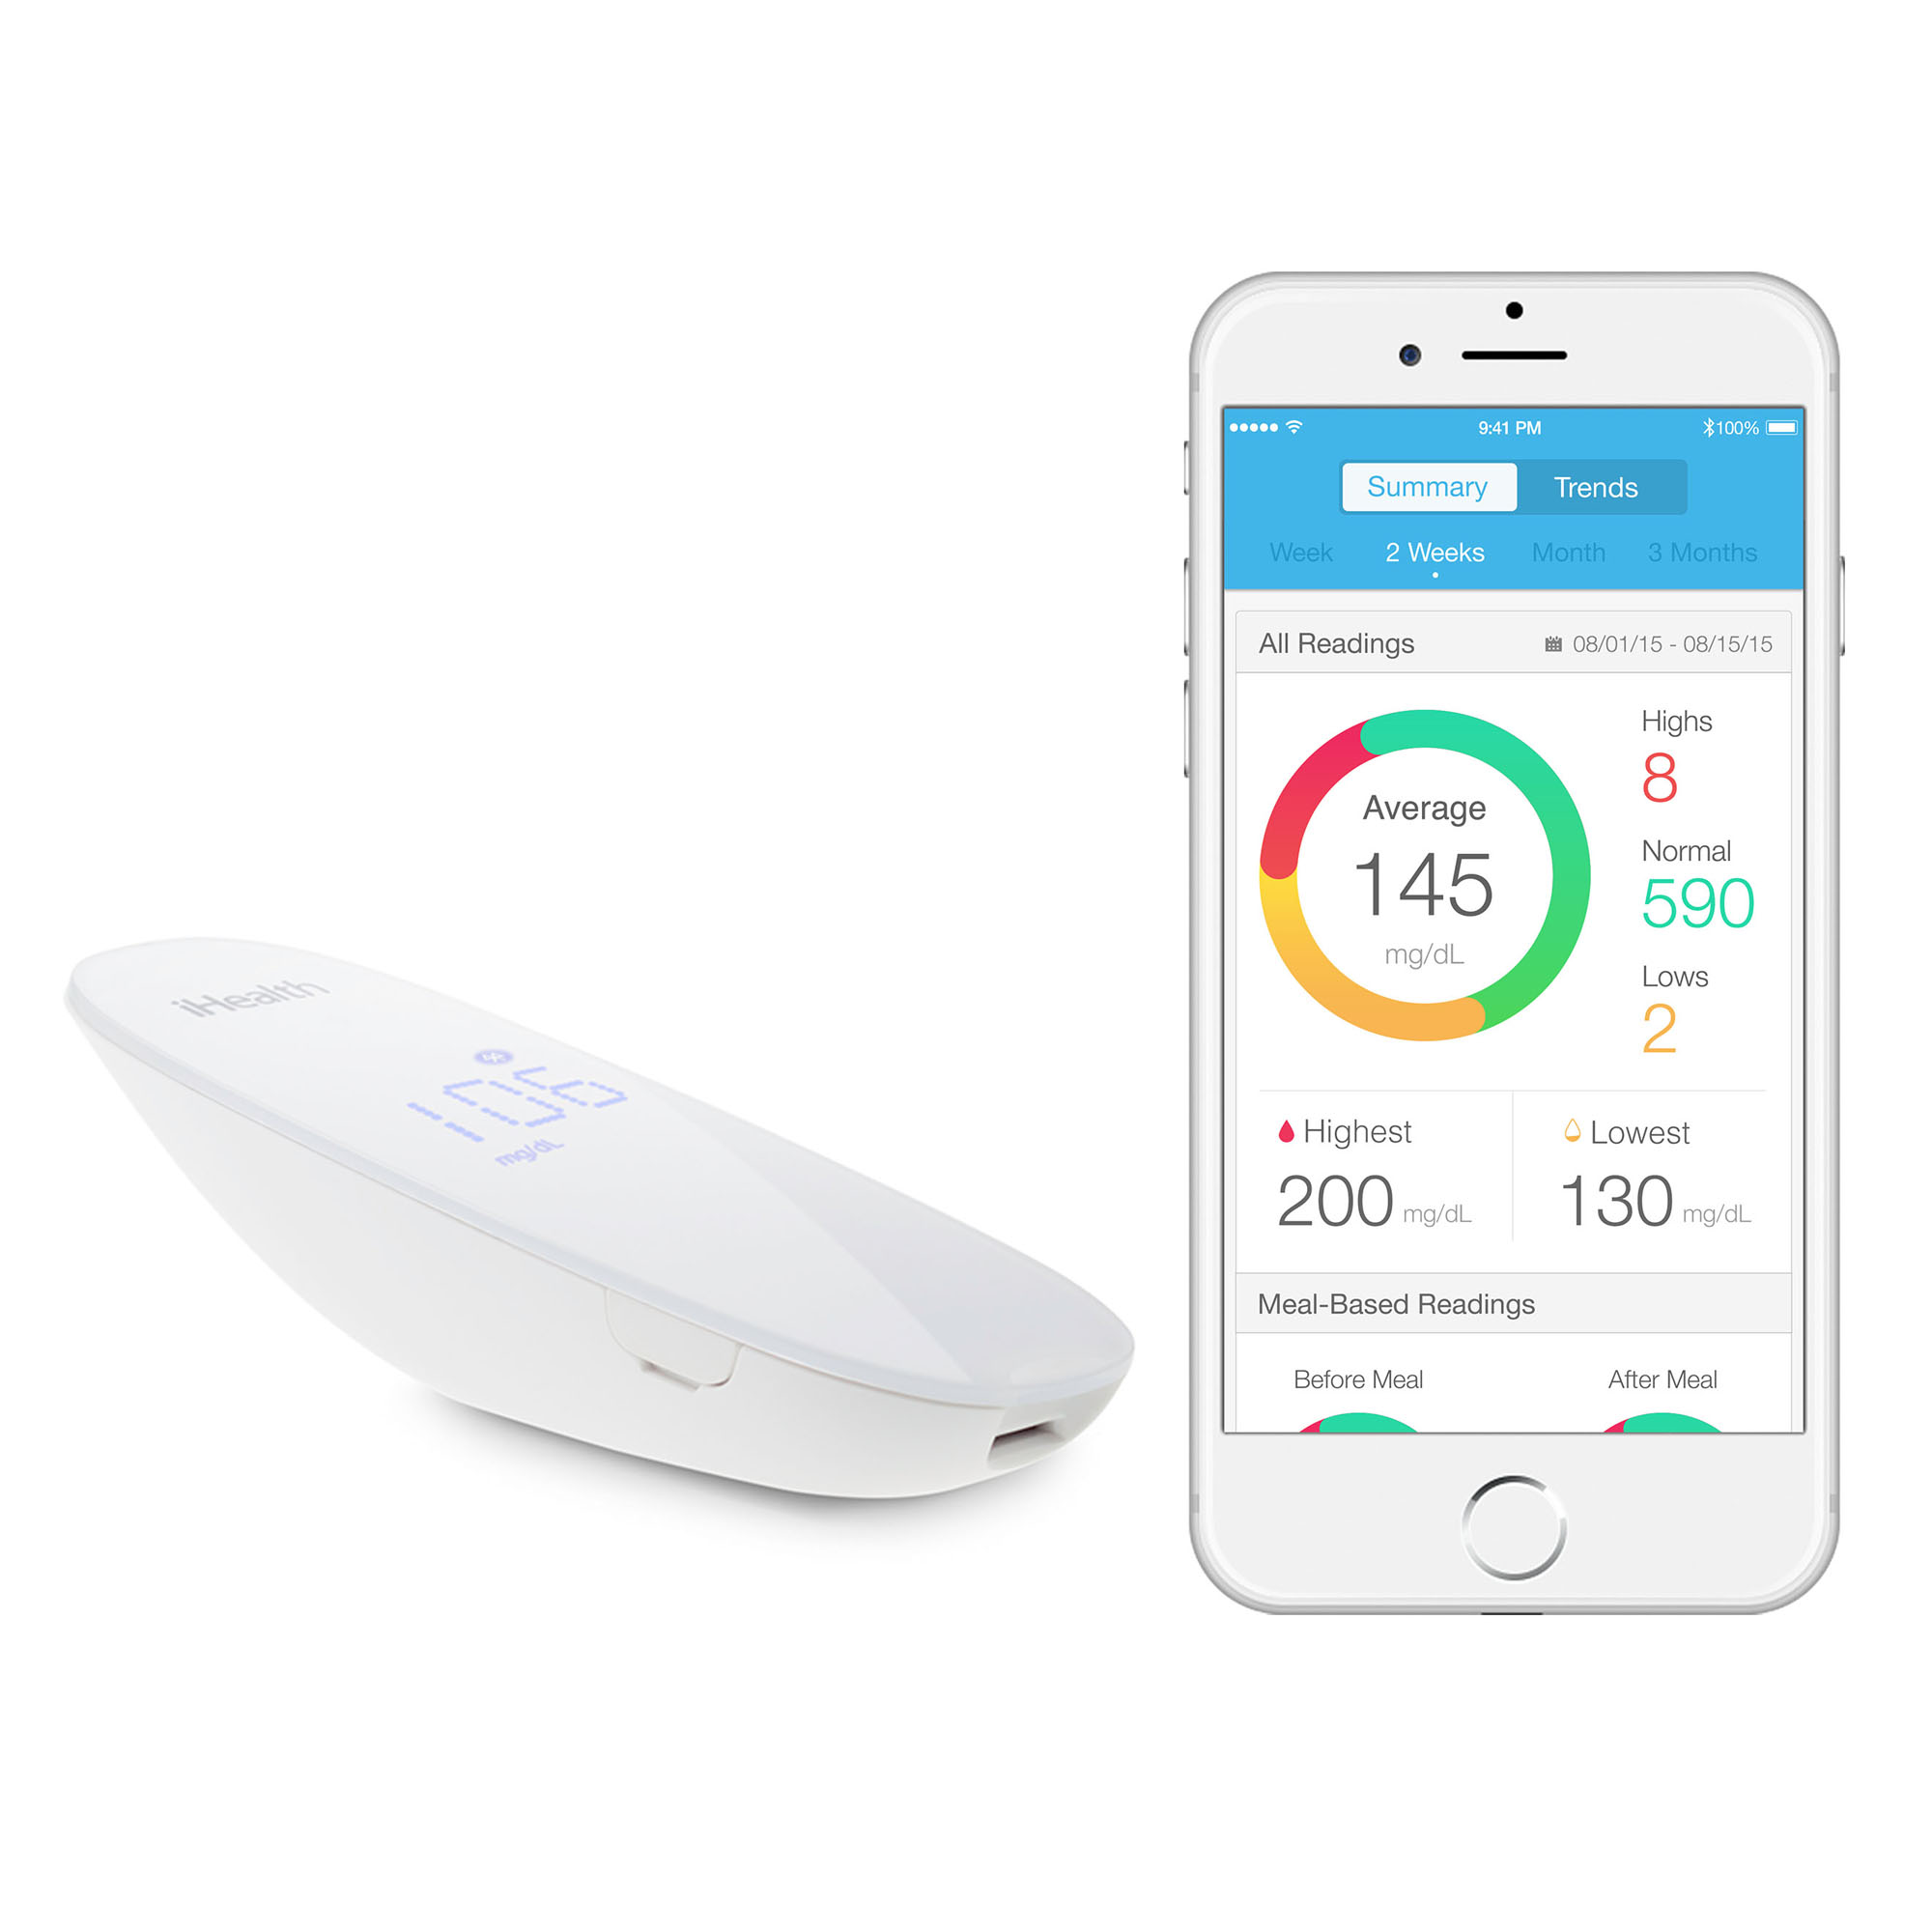 iHealth
106
mg/dL
9:41 PM
100%
Summary Trends
Week 2 Weeks Month 3 Months
All Readings 08/01/15 - 08/15/15
Average
145
mg/dL
Highs
8
Normal
590
Lows
2
Highest Lowest
200 mg/dL 130 mg/dL
Meal-Based Readings
Before Meal After Meal